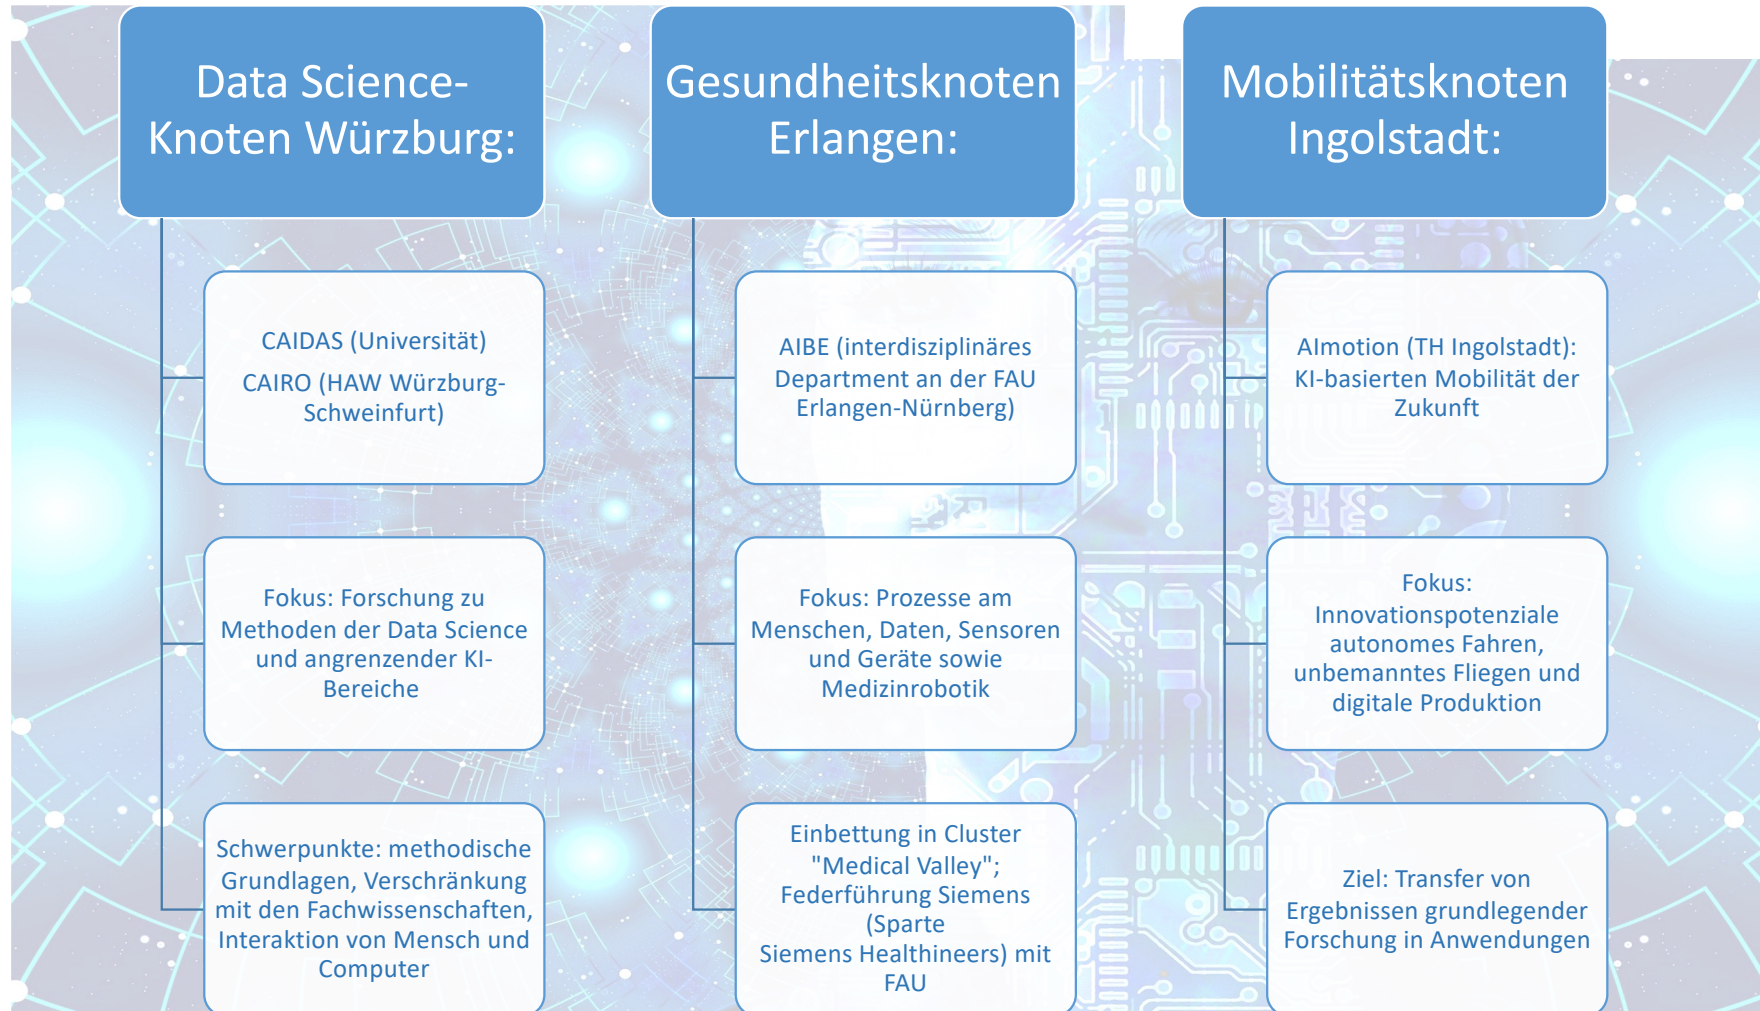 Data Science-
Knoten Würzburg:
CAIDAS (Universität)
CAIRO (HAW Würzburg-
Schweinfurt)
Fokus: Forschung zu
Methoden der Data Science
und angrenzender KI-
Bereiche
Schwerpunkte: methodische
Grundlagen, Verschränkung
mit den Fachwissenschaften,
Interaktion von Mensch und
Computer
Gesundheitsknoten
Erlangen:
AIBE (interdisziplinäres
Department an der FAU
Erlangen-Nürnberg)
Fokus: Prozesse am
Menschen, Daten, Sensoren
und Geräte sowie
Medizinrobotik
Einbettung in Cluster
"Medical Valley";
Federführung Siemens
(Sparte
Siemens Healthineers) mit
FAU
Mobilitätsknoten
Ingolstadt:
AImotion (TH Ingolstadt):
KI-basierten Mobilität der
Zukunft
Fokus:
Innovationspotenziale
autonomes Fahren,
unbemanntes Fliegen und
digitale Produktion
Ziel: Transfer von
Ergebnissen grundlegender
Forschung in Anwendungen